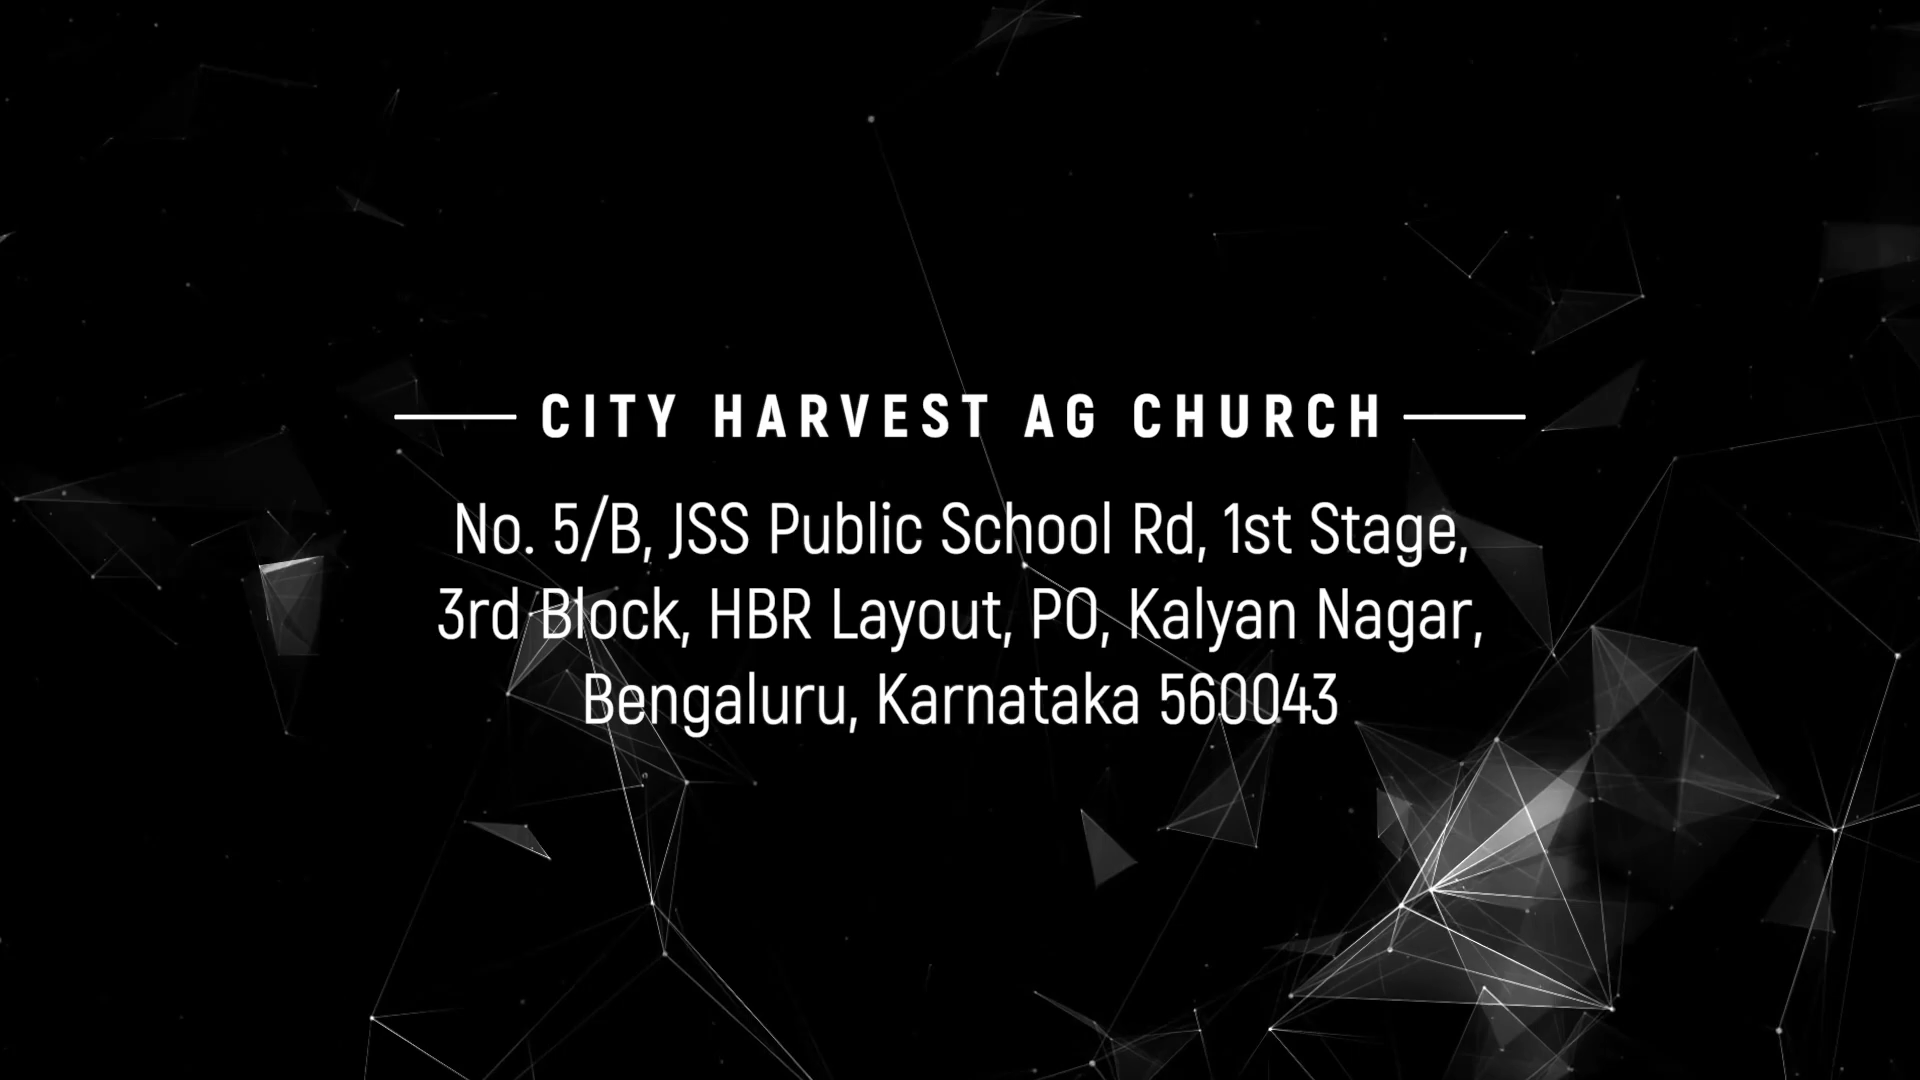 CITY HARVEST AG CHURCH
No. 5/B, JSS Public School Rd, 1st Stage,
3rd Block, HBR Layout, PO, Kalyan Nagar,
Bengaluru, Karnataka 560043